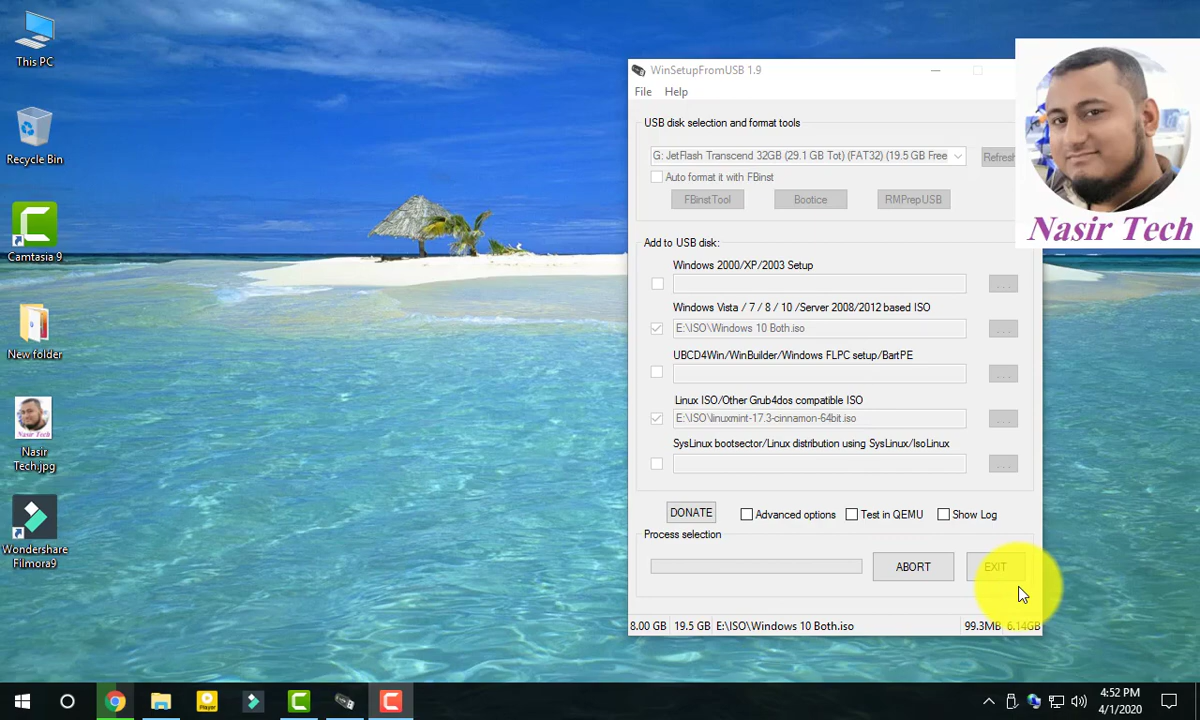 This PC
Recycle Bin
Camtasia 9
New folder
Nasir
Tech.jpg
Wondershare
Filmora9
WinSetupFromUSB 1.9
File Help
USB disk selection and format tools
G: JetFlash Transcend 32GB (29.1 GB Tot) (FAT32) (19.5 GB Free
Refresh
Auto format it with FBinst
FBinstTool
Bootice
RMPrepUSB
Add to USB disk:
Windows 2000/XP/2003 Setup
...
Windows Vista / 7 / 8 / 10 /Server 2008/2012 based ISO
E:\ISO\Windows 10 Both.iso
...
UBCD4Win/WinBuilder/Windows FLPC setup/BartPE
...
Linux ISO/Other Grub4dos compatible ISO
E:\ISO\linuxmint-17.3-cinnamon-64bit.iso
...
SysLinux bootsector/Linux distribution using SysLinux/IsoLinux
...
DONATE
Advanced options
Test in QEMU
Show Log
Process selection
ABORT
EXIT
8.00 GB 19.5 GB E:\ISO\Windows 10 Both.iso 99.3MB 6.14GB
Nasir Tech
Nasir Tech
Player
4:52 PM
4/1/2020